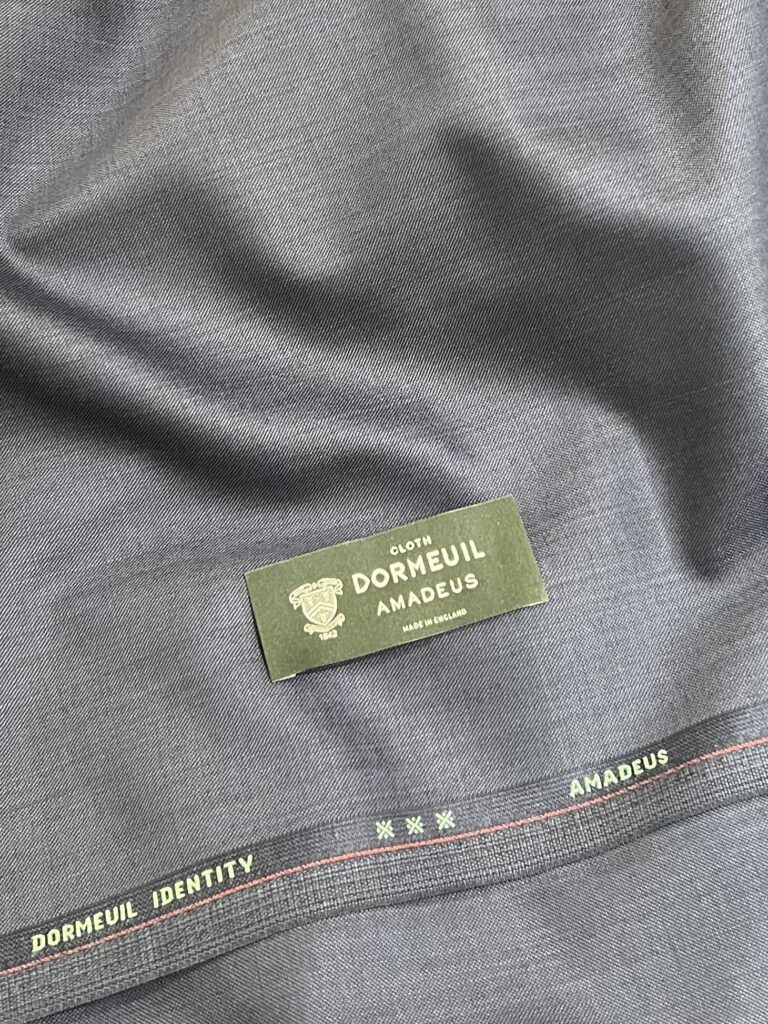 CLOTH
DORMEUIL
AMADEUS
MADE IN ENGLAND
1842
DORMEUIL IDENTITY ※ ※ ※ AMADEUS